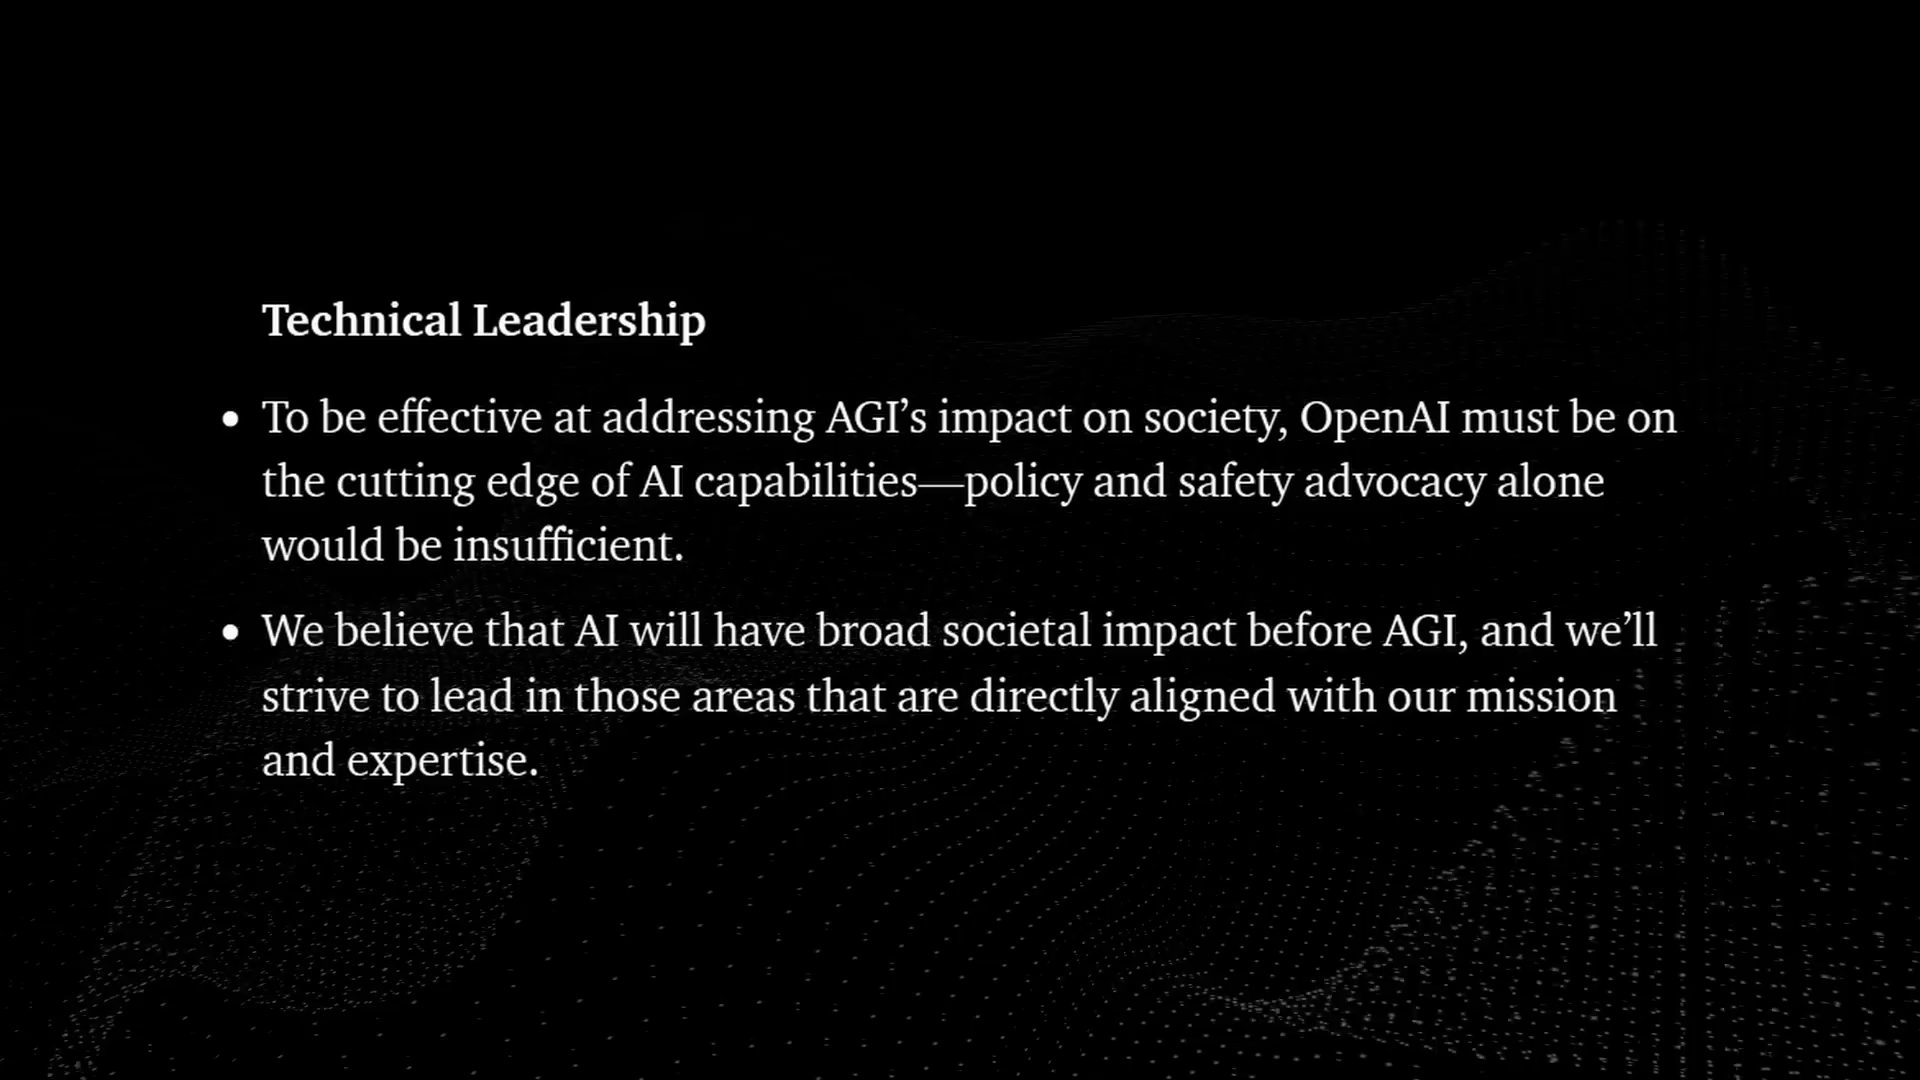 Technical Leadership
• To be effective at addressing AGI’s impact on society, OpenAI must be on
the cutting edge of AI capabilities—policy and safety advocacy alone
would be insufficient.
• We believe that AI will have broad societal impact before AGI, and we’ll
strive to lead in those areas that are directly aligned with our mission
and expertise.